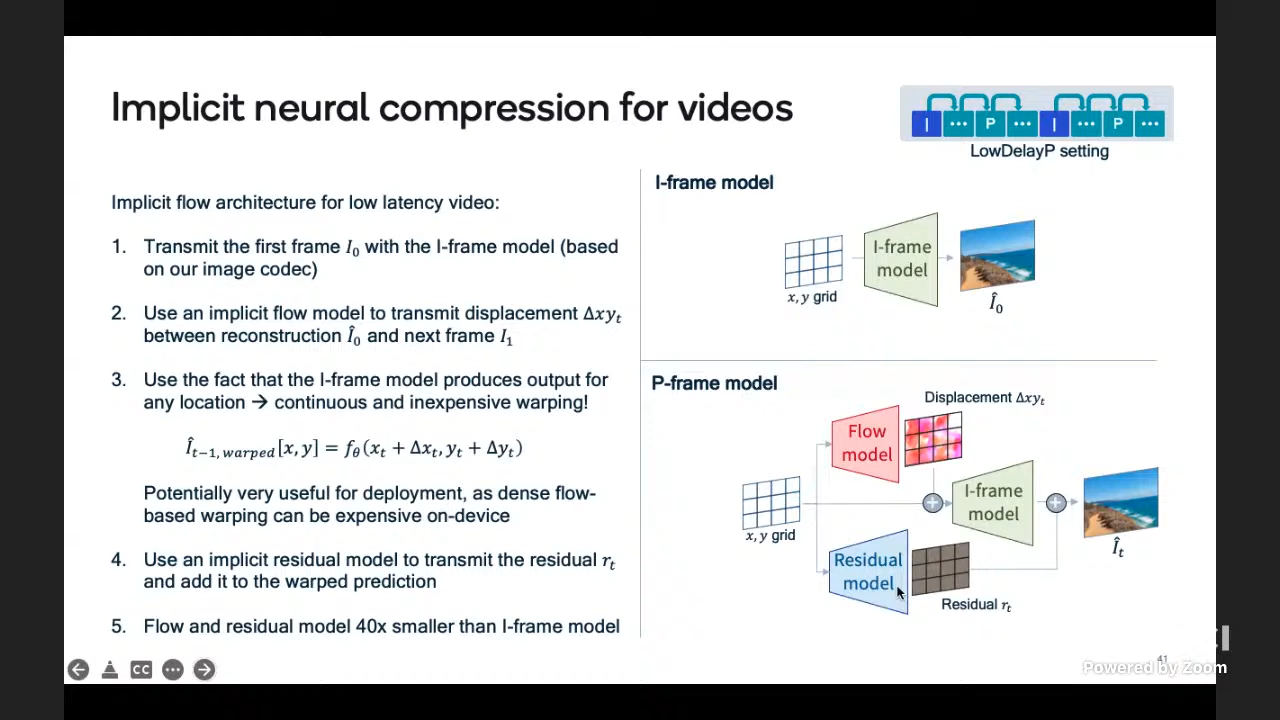 Implicit neural compression for videos
I ... P ... I ... P ...
LowDelayP setting
Implicit flow architecture for low latency video:
1. Transmit the first frame I₀ with the I-frame model (based
on our image codec)
2. Use an implicit flow model to transmit displacement Δxyₜ
between reconstruction Î₀ and next frame I₁
3. Use the fact that the I-frame model produces output for
any location → continuous and inexpensive warping!
Îₜ₋₁, warped[x, y] = f_θ(xₜ + Δxₜ, yₜ + Δyₜ)
Potentially very useful for deployment, as dense flow-
based warping can be expensive on-device
4. Use an implicit residual model to transmit the residual rₜ
and add it to the warped prediction
5. Flow and residual model 40x smaller than I-frame model
I-frame model
I-frame
model
x, y grid
Î₀
P-frame model
Displacement Δxyₜ
Flow
model
I-frame
model
x, y grid
+
+
Îₜ
Residual
model
Residual rₜ
CC
41
Powered by Zoom